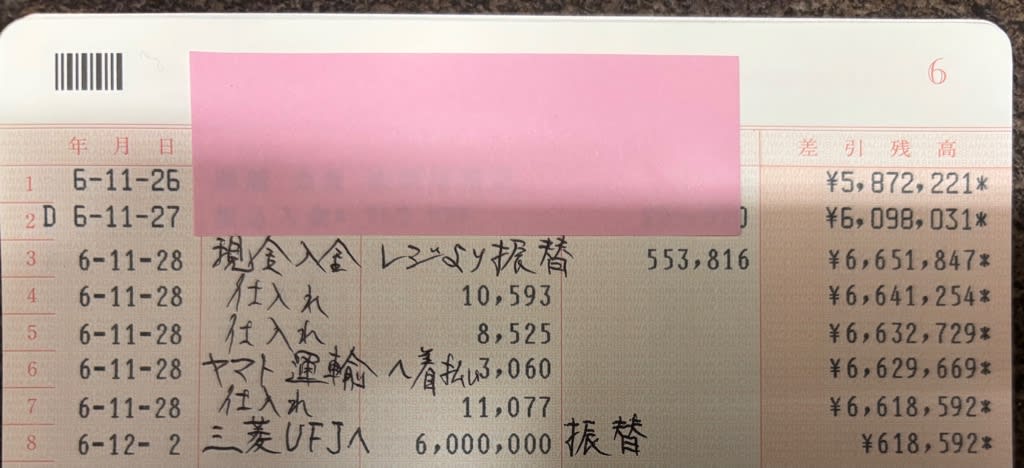 6
年 月 日 差 引 残 高
1 6-11-26 ¥5,872,221*
2 D 6-11-27 ¥6,098,031*
3 6-11-28 現金入金 レジより振替 553,816 ¥6,651,847*
4 6-11-28 仕入れ 10,593 ¥6,641,254*
5 6-11-28 仕入れ 8,525 ¥6,632,729*
6 6-11-28 ヤマト運輸へ着払い 3,060 ¥6,629,669*
7 6-11-28 仕入れ 11,077 ¥6,618,592*
8 6-12- 2 三菱UFJへ 6,000,000 振替 ¥618,592*